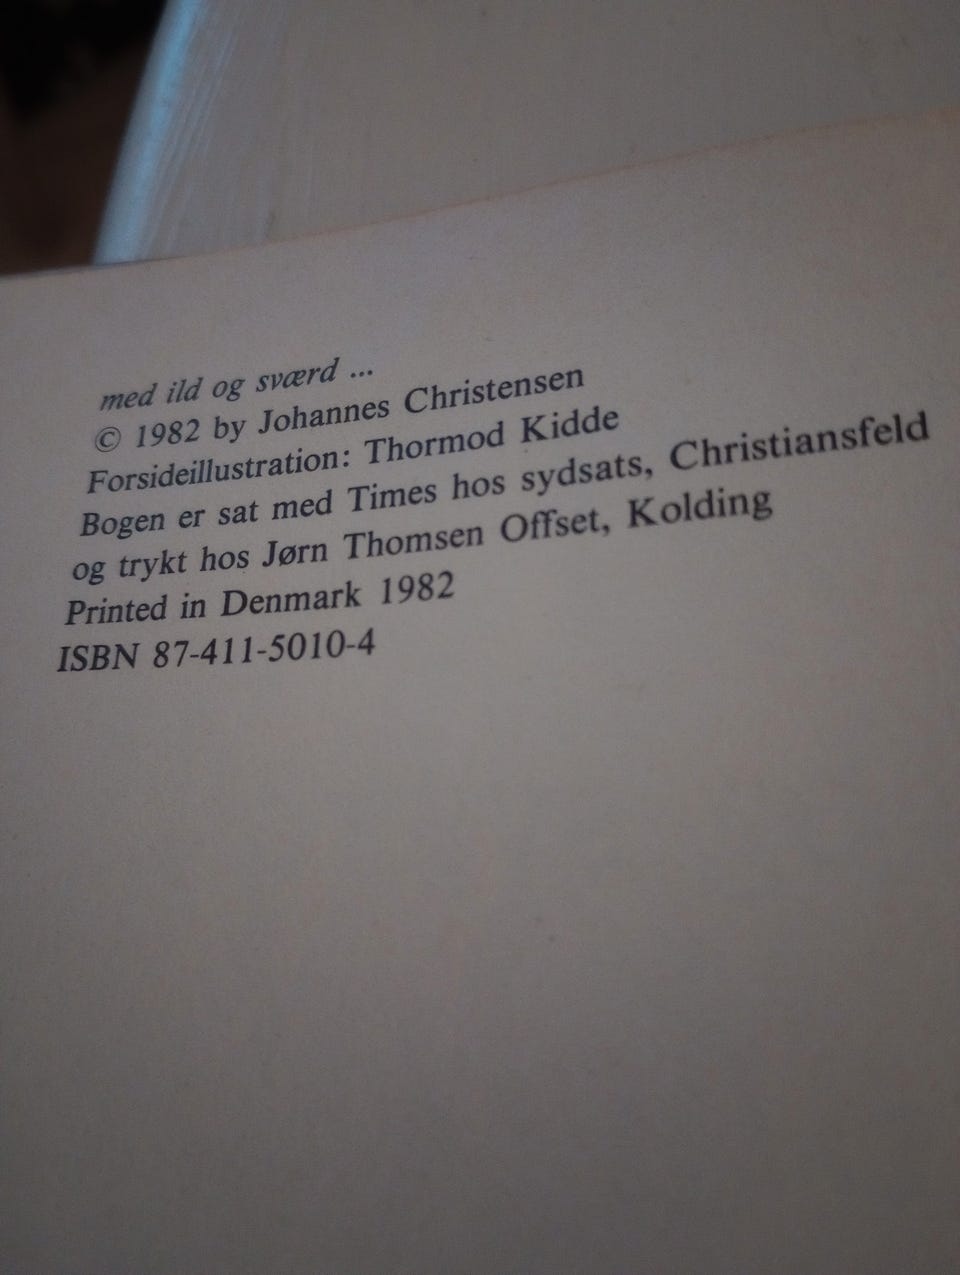 med ild og sværd ...
© 1982 by Johannes Christensen
Forsideillustration: Thormod Kidde
Bogen er sat med Times hos sydsats, Christiansfeld
og trykt hos Jørn Thomsen Offset, Kolding
Printed in Denmark 1982
ISBN 87-411-5010-4